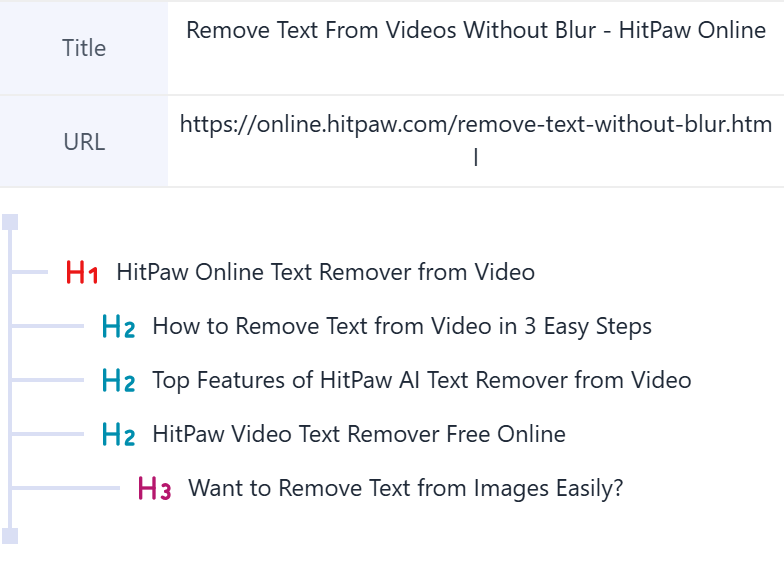 Title
Remove Text From Videos Without Blur - HitPaw Online
URL
https://online.hitpaw.com/remove-text-without-blur.htm
l
H1 HitPaw Online Text Remover from Video
H2 How to Remove Text from Video in 3 Easy Steps
H2 Top Features of HitPaw AI Text Remover from Video
H2 HitPaw Video Text Remover Free Online
H3 Want to Remove Text from Images Easily?